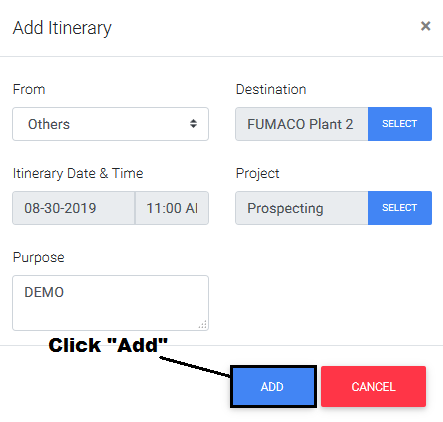 Add Itinerary ×
From Destination
Others FUMACO Plant 2 SELECT
Itinerary Date & Time Project
08-30-2019 11:00 Al Prospecting SELECT
Purpose
DEMO
Click "Add"
ADD CANCEL